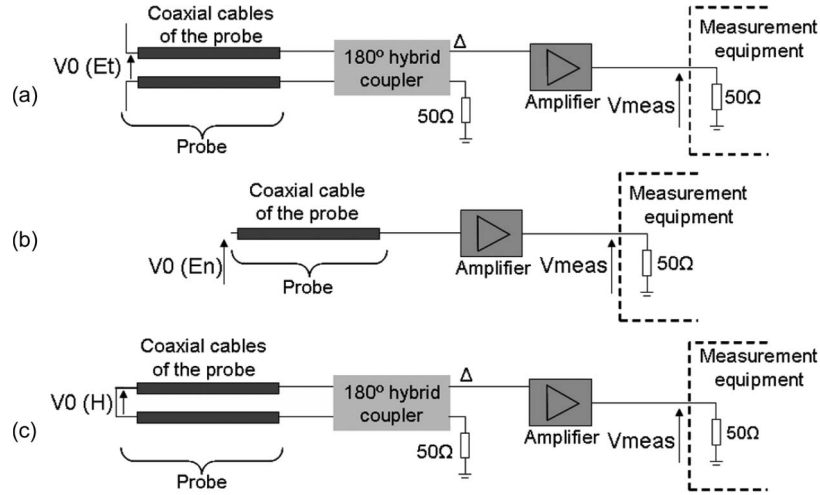 Coaxial cables
of the probe
V0 (Et)
180º hybrid
coupler
Δ
Amplifier
50Ω
Vmeas
Measurement
equipment
50Ω
Probe
(a)
Coaxial cable
of the probe
V0 (En)
Probe
Amplifier
Vmeas
Measurement
equipment
50Ω
(b)
Coaxial cables
of the probe
V0 (H)
180º hybrid
coupler
Δ
Amplifier
50Ω
Vmeas
Measurement
equipment
50Ω
Probe
(c)